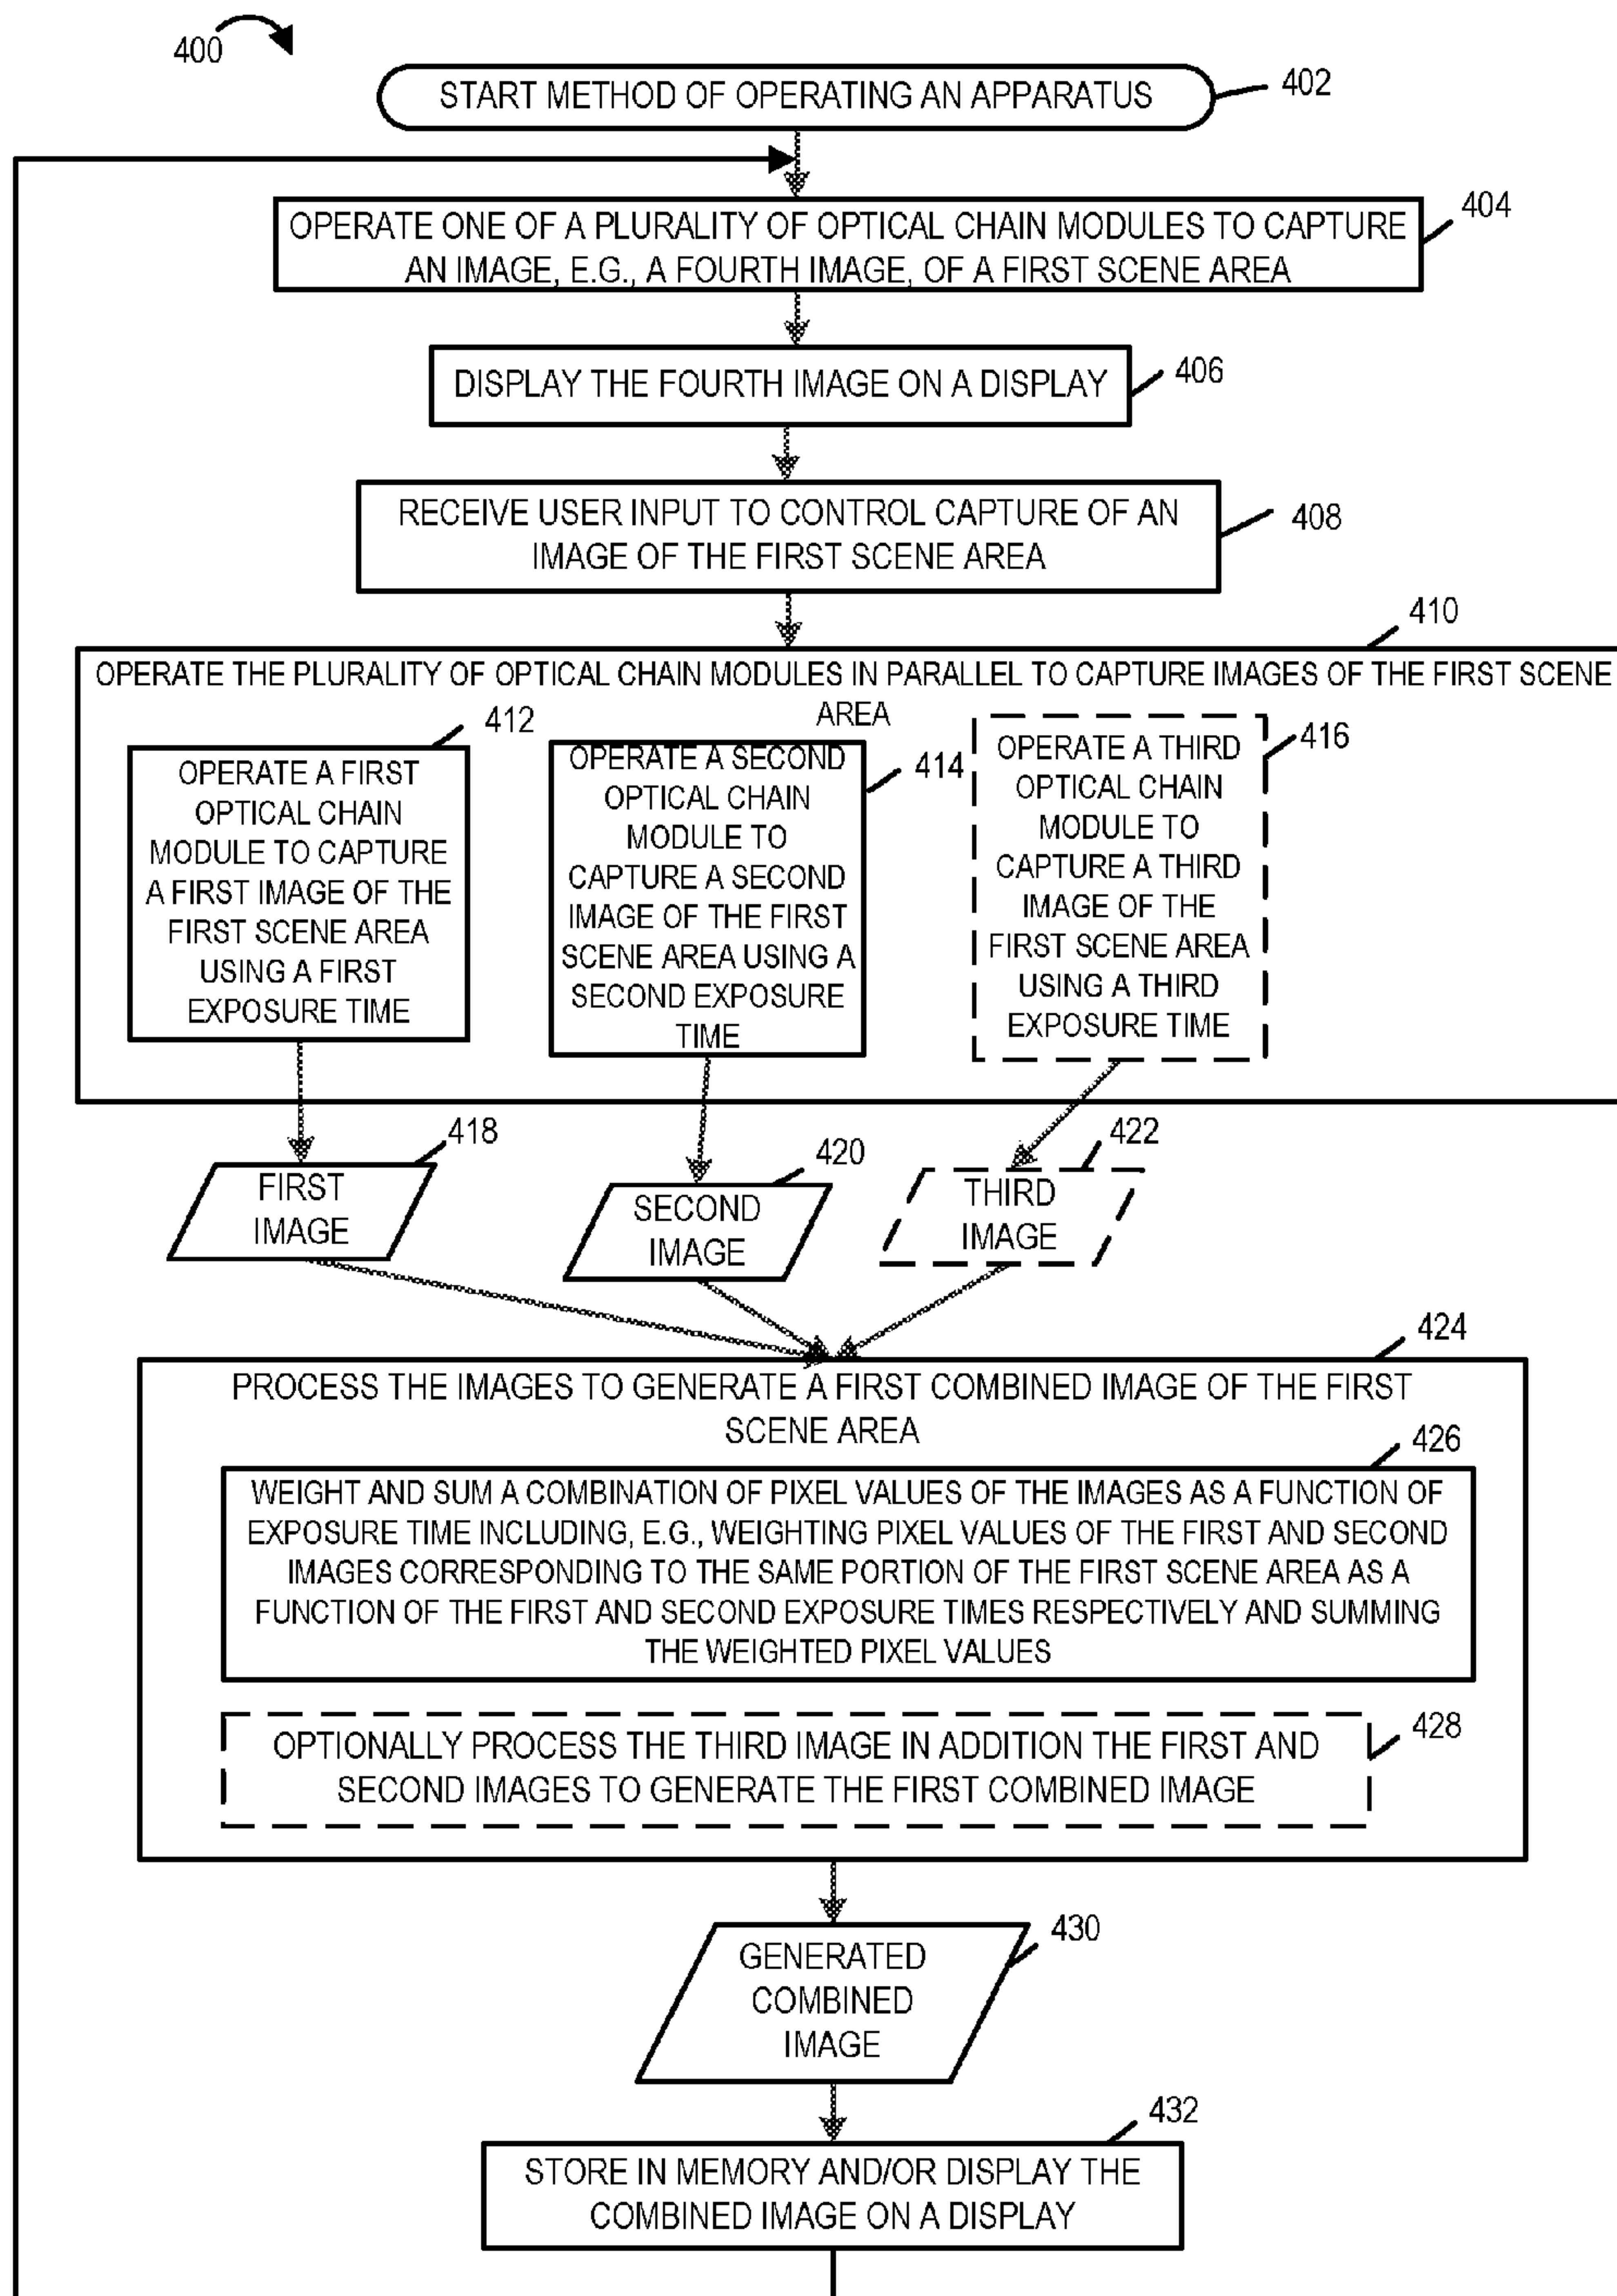 400
START METHOD OF OPERATING AN APPARATUS
402
OPERATE ONE OF A PLURALITY OF OPTICAL CHAIN MODULES TO CAPTURE
AN IMAGE, E.G., A FOURTH IMAGE, OF A FIRST SCENE AREA
404
DISPLAY THE FOURTH IMAGE ON A DISPLAY
406
RECEIVE USER INPUT TO CONTROL CAPTURE OF AN
IMAGE OF THE FIRST SCENE AREA
408
410
OPERATE THE PLURALITY OF OPTICAL CHAIN MODULES IN PARALLEL TO CAPTURE IMAGES OF THE FIRST SCENE
AREA
412
OPERATE A FIRST
OPTICAL CHAIN
MODULE TO CAPTURE
A FIRST IMAGE OF THE
FIRST SCENE AREA
USING A FIRST
EXPOSURE TIME
414
OPERATE A SECOND
OPTICAL CHAIN
MODULE TO
CAPTURE A SECOND
IMAGE OF THE FIRST
SCENE AREA USING A
SECOND EXPOSURE
TIME
416
OPERATE A THIRD
OPTICAL CHAIN
MODULE TO
CAPTURE A THIRD
IMAGE OF THE
FIRST SCENE AREA
USING A THIRD
EXPOSURE TIME
418
FIRST
IMAGE
420
SECOND
IMAGE
422
THIRD
IMAGE
424
PROCESS THE IMAGES TO GENERATE A FIRST COMBINED IMAGE OF THE FIRST
SCENE AREA
426
WEIGHT AND SUM A COMBINATION OF PIXEL VALUES OF THE IMAGES AS A FUNCTION OF
EXPOSURE TIME INCLUDING, E.G., WEIGHTING PIXEL VALUES OF THE FIRST AND SECOND
IMAGES CORRESPONDING TO THE SAME PORTION OF THE FIRST SCENE AREA AS A
FUNCTION OF THE FIRST AND SECOND EXPOSURE TIMES RESPECTIVELY AND SUMMING
THE WEIGHTED PIXEL VALUES
428
OPTIONALLY PROCESS THE THIRD IMAGE IN ADDITION THE FIRST AND
SECOND IMAGES TO GENERATE THE FIRST COMBINED IMAGE
430
GENERATED
COMBINED
IMAGE
432
STORE IN MEMORY AND/OR DISPLAY THE
COMBINED IMAGE ON A DISPLAY